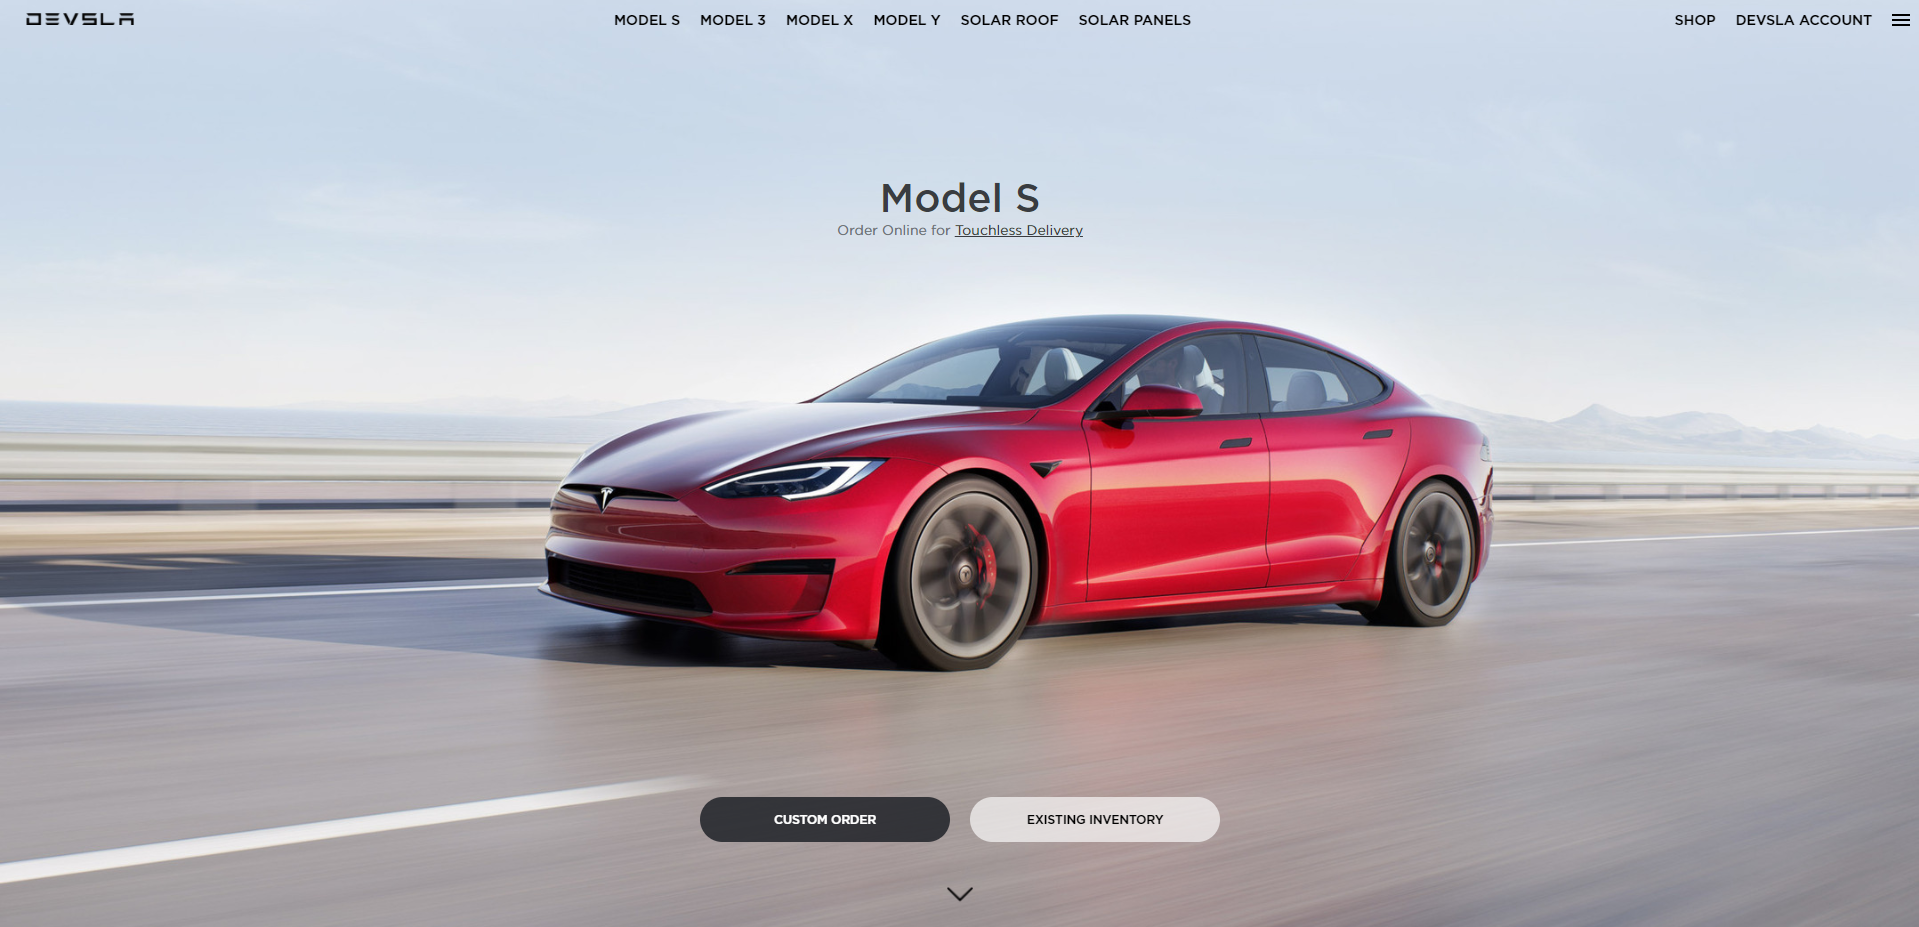 DEVSLA
MODEL S MODEL 3 MODEL X MODEL Y SOLAR ROOF SOLAR PANELS
SHOP DEVSLA ACCOUNT
Model S
Order Online for Touchless Delivery
CUSTOM ORDER
EXISTING INVENTORY